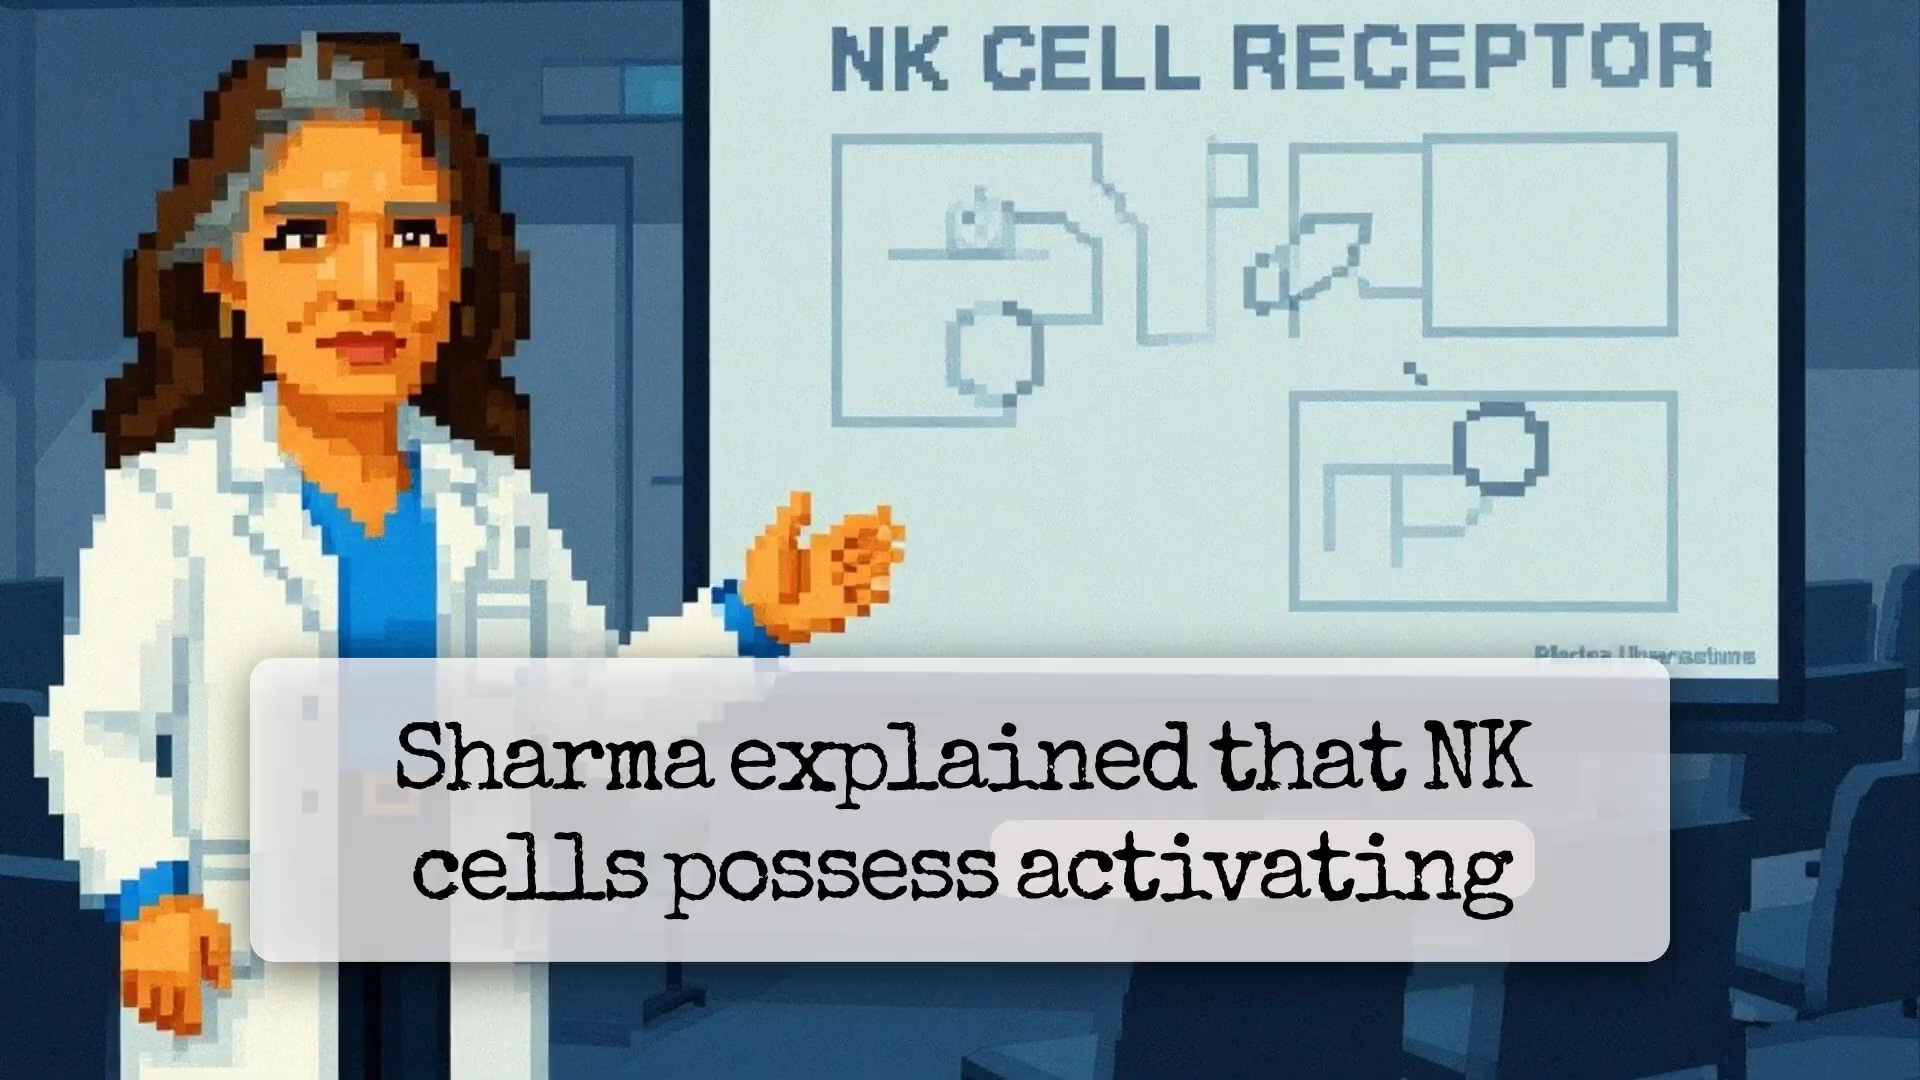 NK CELL RECEPTOR
Sharma explained that NK
cells possess activating